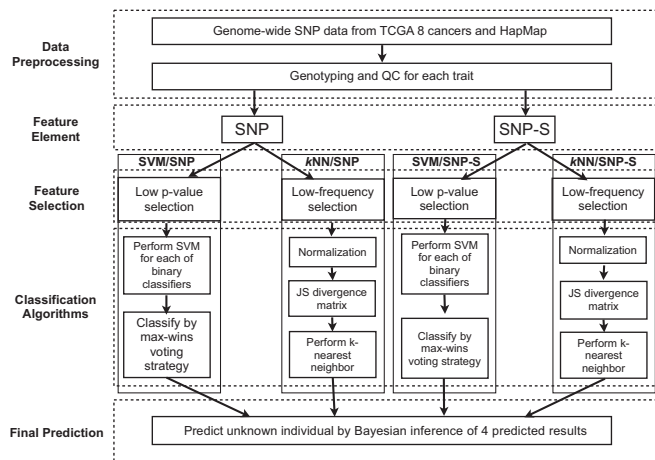 Genome-wide SNP data from TCGA 8 cancers and HapMap
Data
Preprocessing
Genotyping and QC for each trait
Feature
Element
SNP
SNP-S
SVM/SNP
kNN/SNP
SVM/SNP-S
kNN/SNP-S
Feature
Selection
Low p-value
selection
Low-frequency
selection
Low p-value
selection
Low-frequency
selection
Classification
Algorithms
Perform SVM
for each of
binary
classifiers
Classify by
max-wins
voting
strategy
Normalization
JS divergence
matrix
Perform k-
nearest
neighbor
Perform SVM
for each of
binary
classifiers
Classify by
max-wins
voting strategy
Normalization
JS divergence
matrix
Perform k-
nearest
neighbor
Final Prediction
Predict unknown individual by Bayesian inference of 4 predicted results